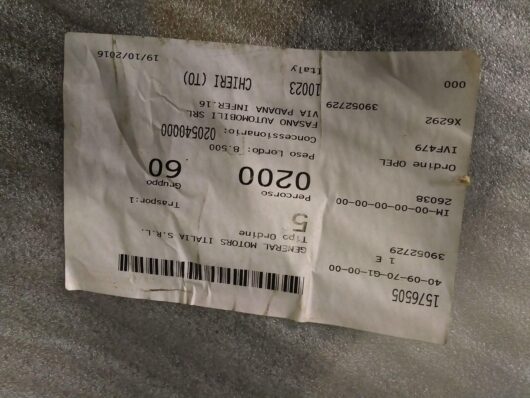 GENERAL MOTORS ITALIA S.R.L.
Tipo Ordine
5
Traspor:1
Percorso
0200
Gruppo
60
Peso Lordo: 8.500
Concessionario: 020540000
FASANO AUTOMOBILI SRL
VIA PADANA INFER.16
10023 CHIERI (TO)
Italy
19/10/2016
1576505
40-09-70-G1-00-00
1 E
39052729
IM-00-00-00-00
26038
Ordine OPEL
IVF479
X6292
39052729
000